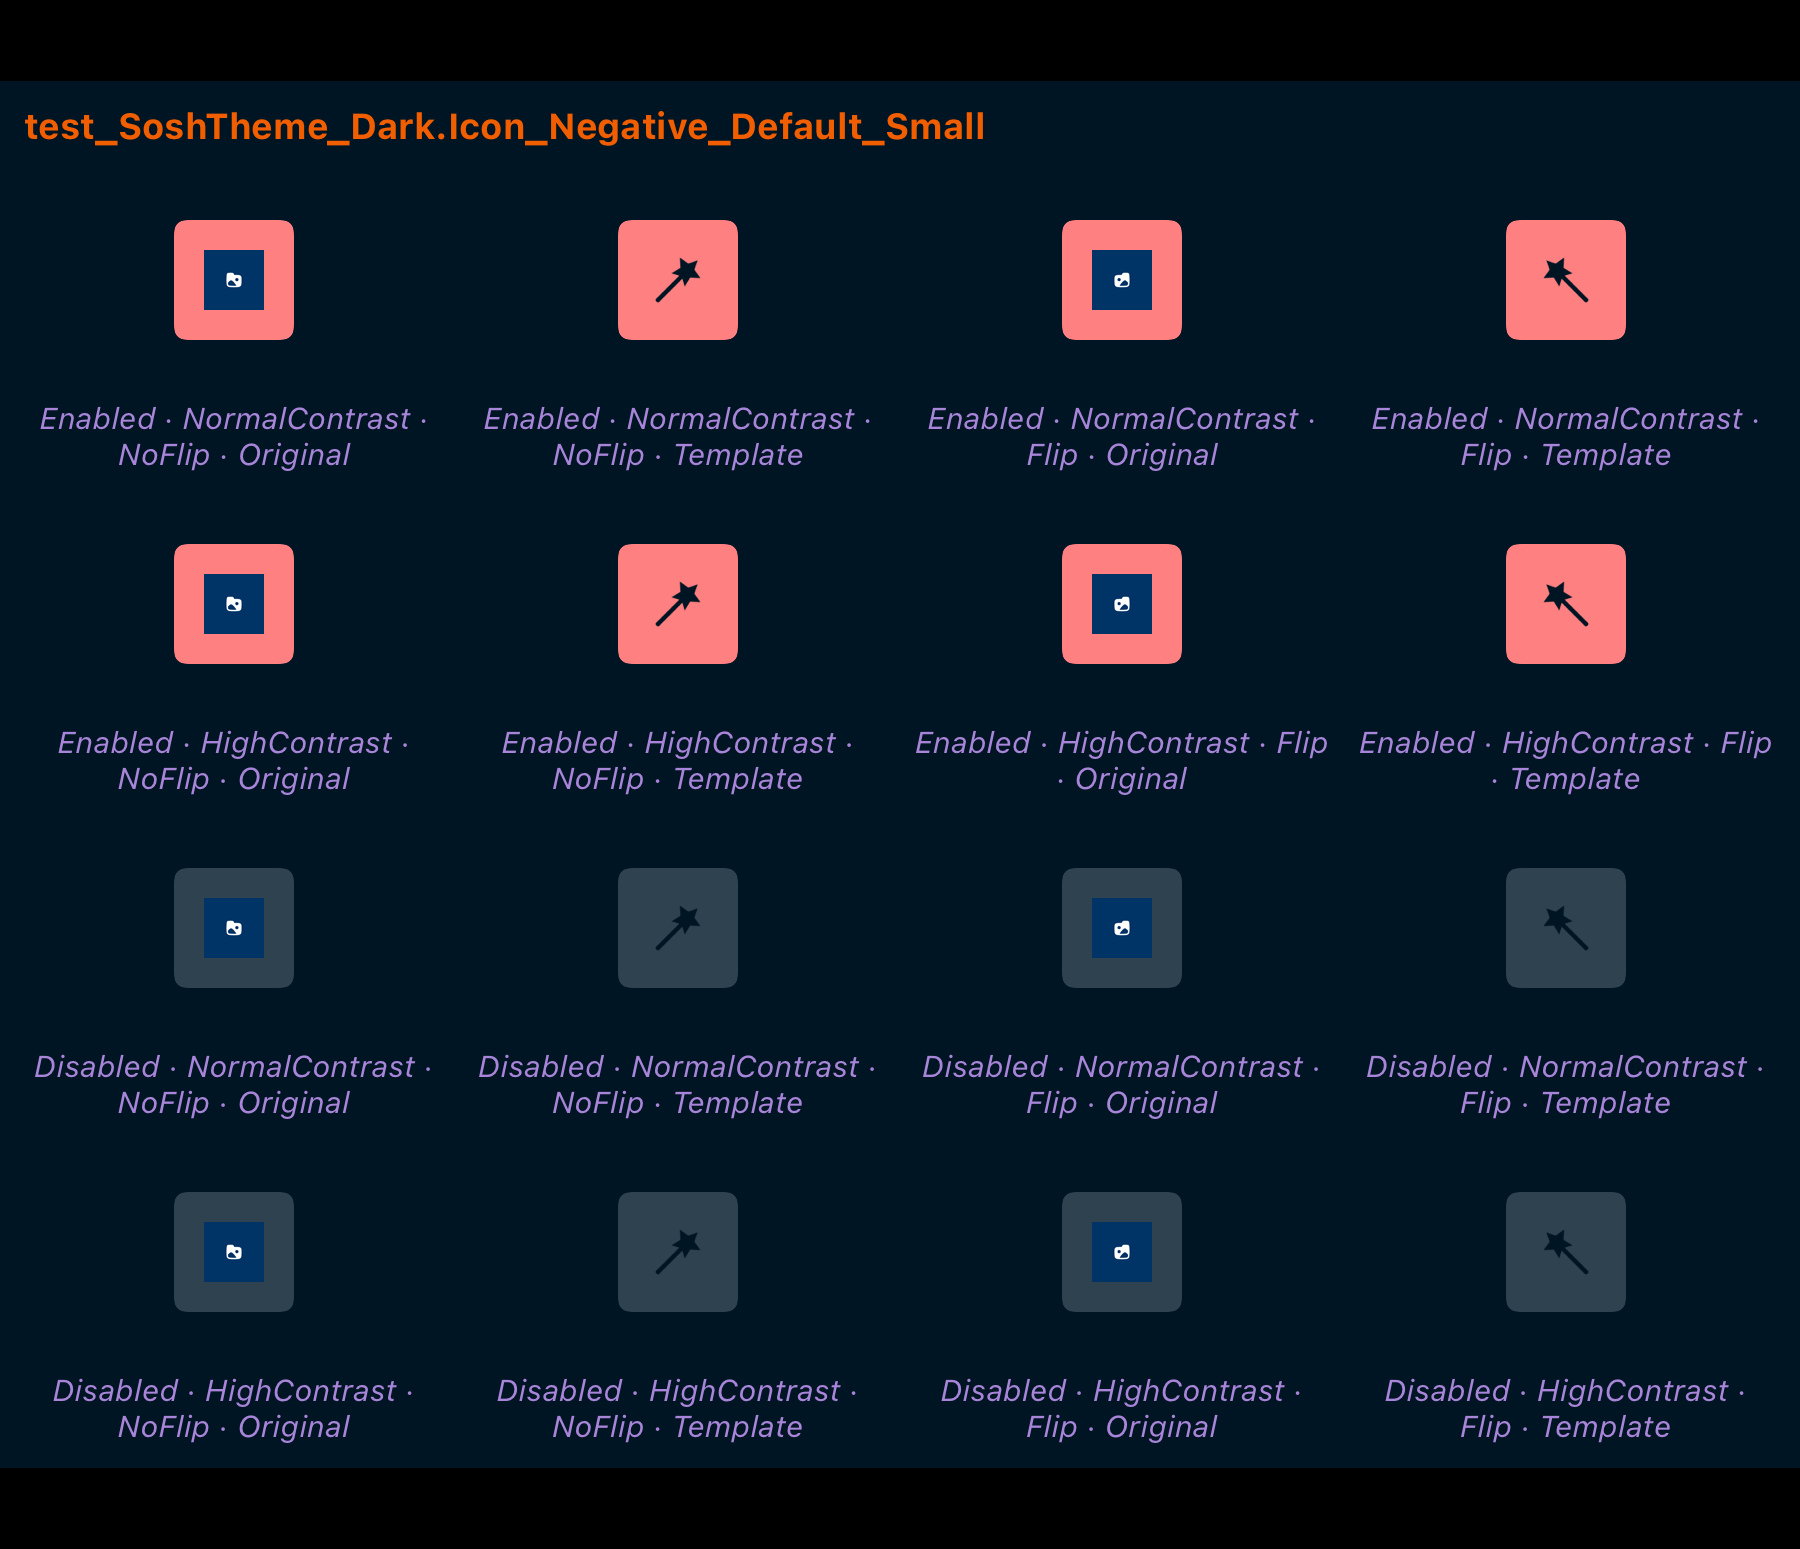 test_SoshTheme_Dark.Icon_Negative_Default_Small
Enabled · NormalContrast ·
NoFlip · Original
Enabled · NormalContrast ·
NoFlip · Template
Enabled · NormalContrast ·
Flip · Original
Enabled · NormalContrast ·
Flip · Template
Enabled · HighContrast ·
NoFlip · Original
Enabled · HighContrast ·
NoFlip · Template
Enabled · HighContrast · Flip
· Original
Enabled · HighContrast · Flip
· Template
Disabled · NormalContrast ·
NoFlip · Original
Disabled · NormalContrast ·
NoFlip · Template
Disabled · NormalContrast ·
Flip · Original
Disabled · NormalContrast ·
Flip · Template
Disabled · HighContrast ·
NoFlip · Original
Disabled · HighContrast ·
NoFlip · Template
Disabled · HighContrast ·
Flip · Original
Disabled · HighContrast ·
Flip · Template